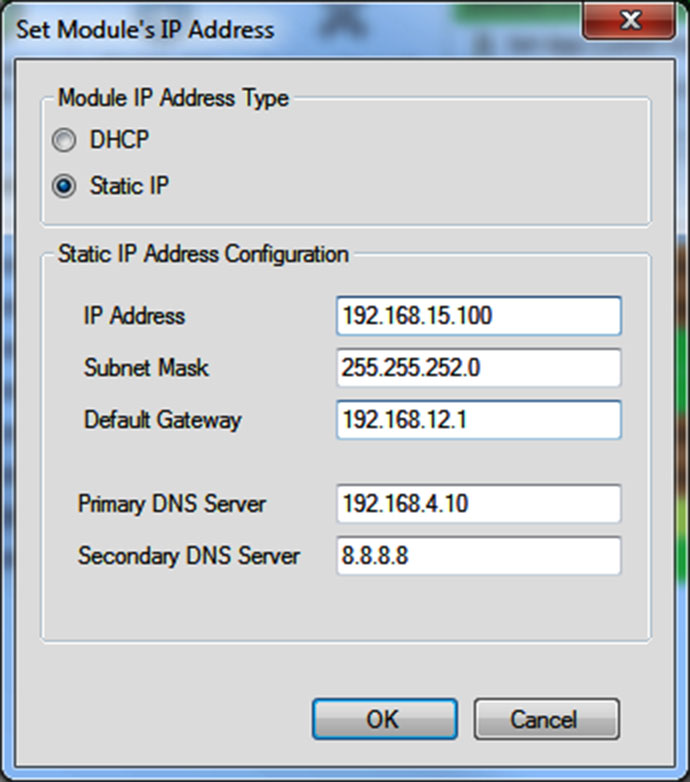 Set Module's IP Address
Module IP Address Type
DHCP
Static IP
Static IP Address Configuration
IP Address 192.168.15.100
Subnet Mask 255.255.252.0
Default Gateway 192.168.12.1
Primary DNS Server 192.168.4.10
Secondary DNS Server 8.8.8.8
OK Cancel